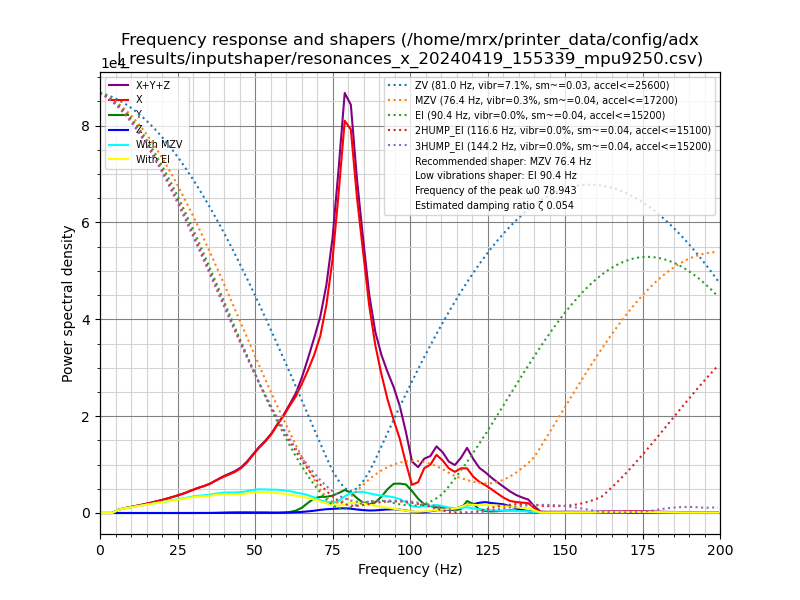 Frequency response and shapers (/home/mrx/printer_data/config/adx
l_results/inputshaper/resonances_x_20240419_155339_mpu9250.csv)
1e4
X+Y+Z
X
Y
Z
With MZV
With EI
ZV (81.0 Hz, vibr=7.1%, sm~=0.03, accel<=25600)
MZV (76.4 Hz, vibr=0.3%, sm~=0.04, accel<=17200)
EI (90.4 Hz, vibr=0.0%, sm~=0.04, accel<=15200)
2HUMP_EI (116.6 Hz, vibr=0.0%, sm~=0.04, accel<=15100)
3HUMP_EI (144.2 Hz, vibr=0.0%, sm~=0.04, accel<=15200)
Recommended shaper: MZV 76.4 Hz
Low vibrations shaper: EI 90.4 Hz
Frequency of the peak ω0 78.943
Estimated damping ratio ζ 0.054
Power spectral density
8
6
4
2
0
0 25 50 75 100 125 150 175 200
Frequency (Hz)